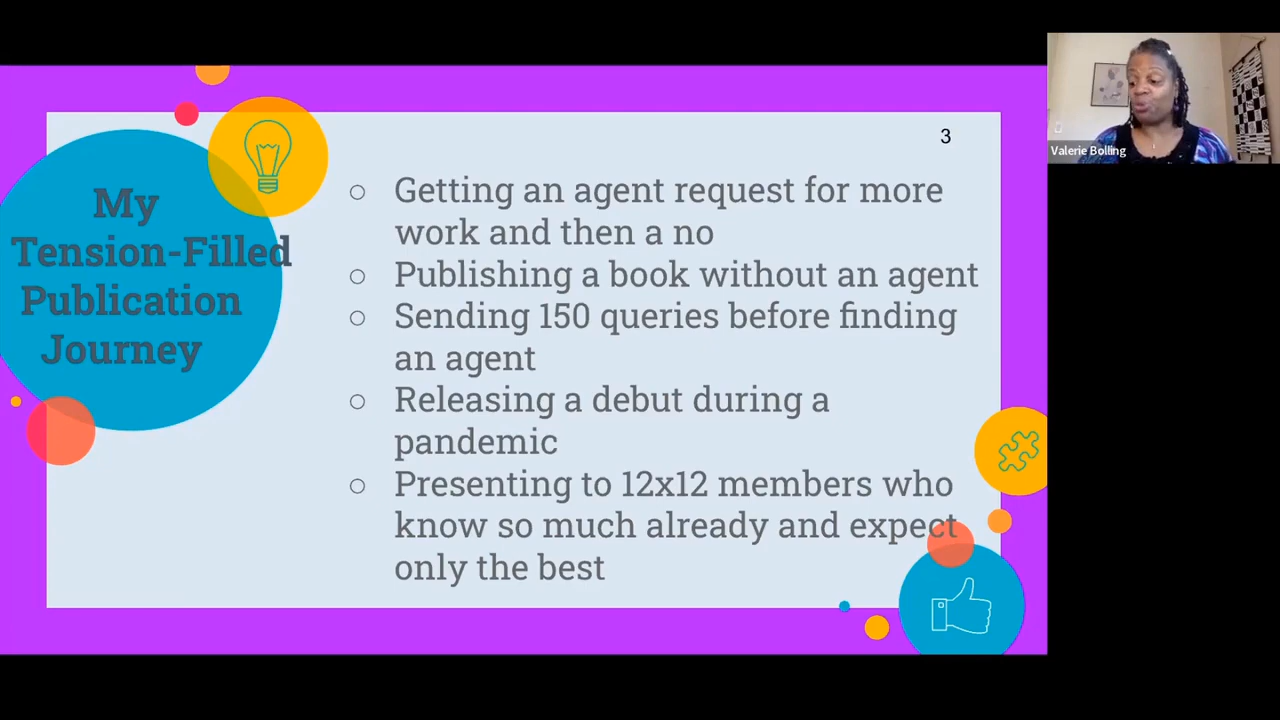 My
Tension-Filled
Publication
Journey
3
Getting an agent request for more
work and then a no
Publishing a book without an agent
Sending 150 queries before finding
an agent
Releasing a debut during a
pandemic
Presenting to 12x12 members who
know so much already and expect
only the best
Valerie Bolling